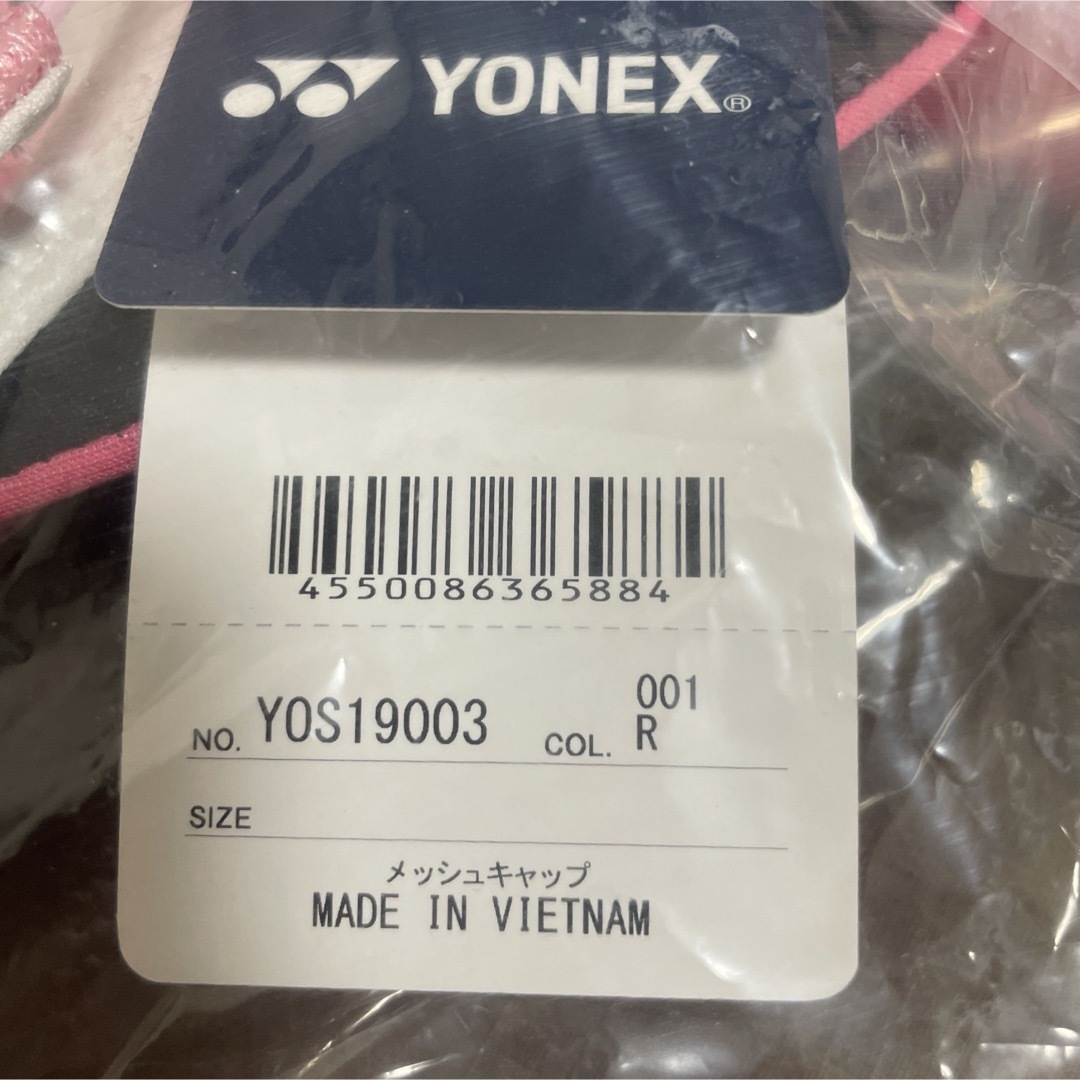 YONEX®
4550086365884
NO. YOS19003 COL. 001 R
SIZE
メッシュキャップ
MADE IN VIETNAM